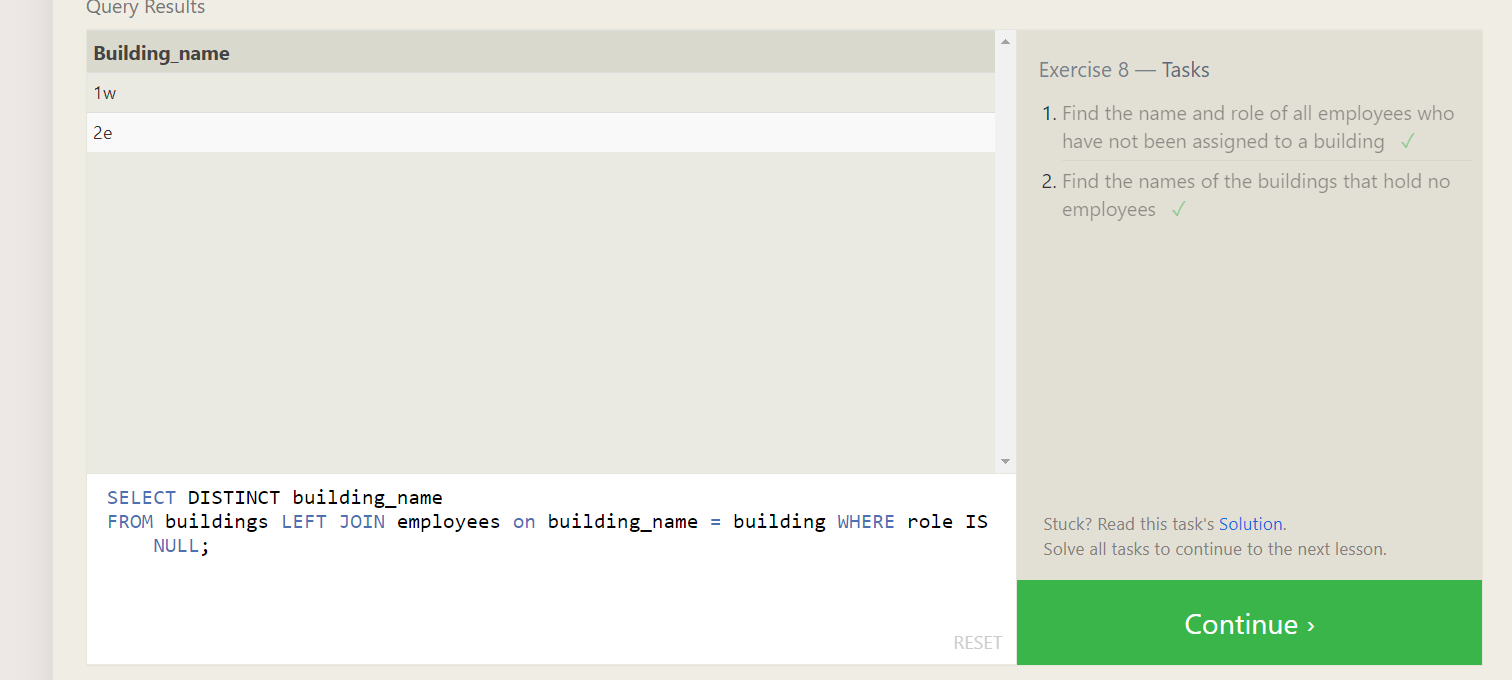 Query Results
Building_name
1w
2e
SELECT DISTINCT building_name
FROM buildings LEFT JOIN employees on building_name = building WHERE role IS
NULL;
RESET
Exercise 8 — Tasks
1. Find the name and role of all employees who
have not been assigned to a building ✓
2. Find the names of the buildings that hold no
employees ✓
Stuck? Read this task's Solution.
Solve all tasks to continue to the next lesson.
Continue ›